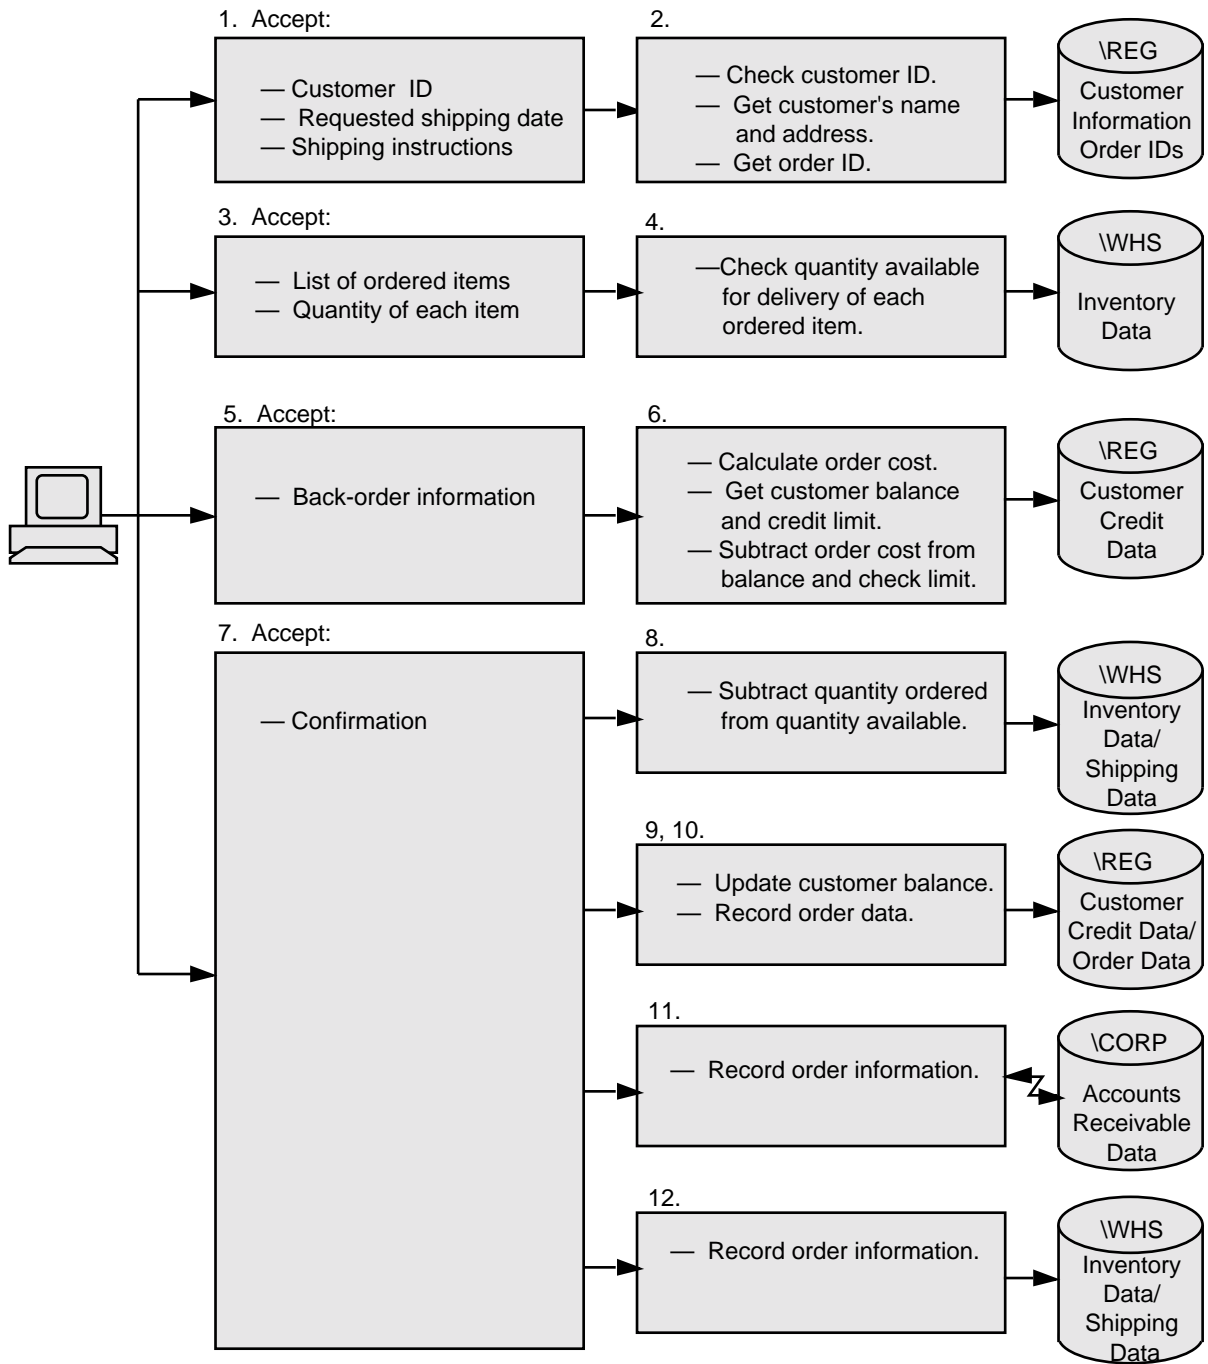 1. Accept:
— Customer ID
— Requested shipping date
— Shipping instructions
2.
— Check customer ID.
— Get customer's name
and address.
— Get order ID.
\REG
Customer
Information
Order IDs
3. Accept:
— List of ordered items
— Quantity of each item
4.
—Check quantity available
for delivery of each
ordered item.
\WHS
Inventory
Data
5. Accept:
— Back-order information
6.
— Calculate order cost.
— Get customer balance
and credit limit.
— Subtract order cost from
balance and check limit.
\REG
Customer
Credit
Data
7. Accept:
— Confirmation
8.
— Subtract quantity ordered
from quantity available.
\WHS
Inventory
Data/
Shipping
Data
9, 10.
— Update customer balance.
— Record order data.
\REG
Customer
Credit Data/
Order Data
11.
— Record order information.
\CORP
Accounts
Receivable
Data
12.
— Record order information.
\WHS
Inventory
Data/
Shipping
Data